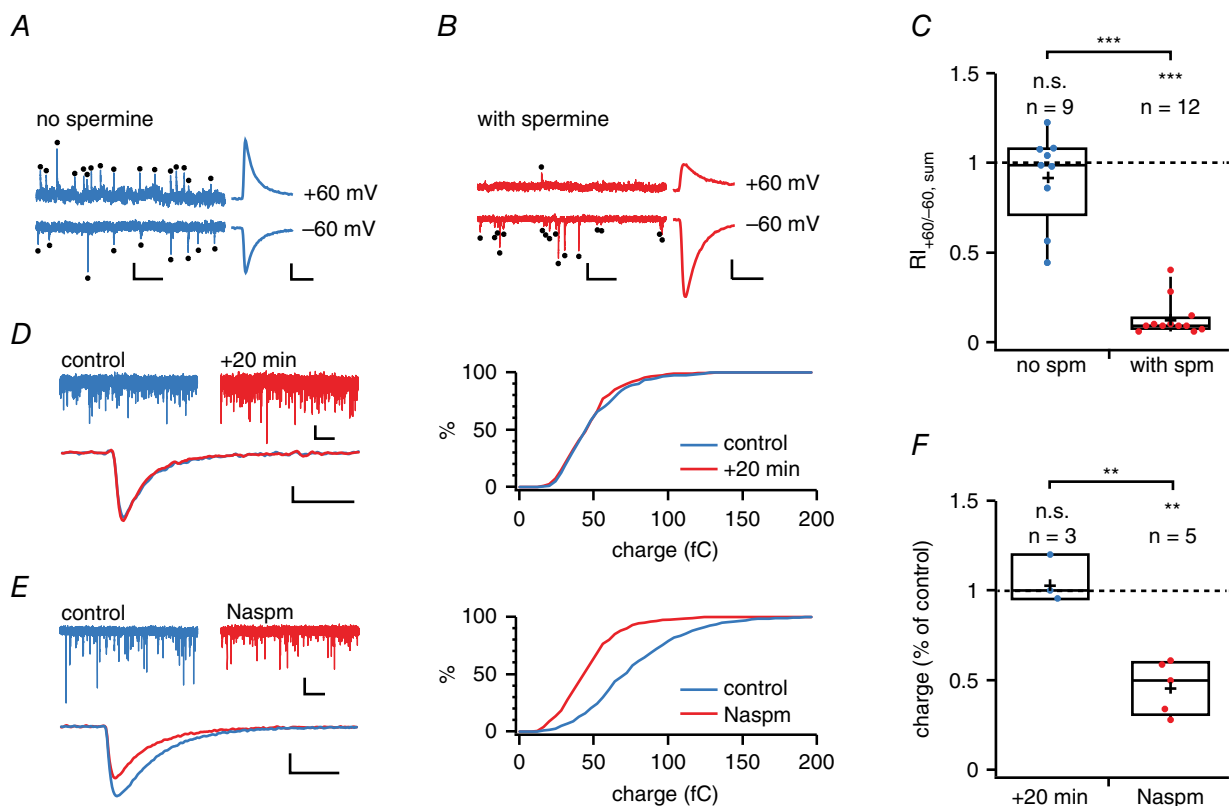 A
no spermine
+60 mV
–60 mV
B
with spermine
+60 mV
–60 mV
C
***
1.5
n.s.
***
n = 9
n = 12
1
0.5
0
RI+60/–60, sum
no spm
with spm
D
control
+20 min
100
50
0
%
control
+20 min
0
50
100
150
200
charge (fC)
E
control
Naspm
100
50
0
%
control
Naspm
0
50
100
150
200
charge (fC)
F
**
1.5
n.s.
**
n = 3
n = 5
1
0.5
0
charge (% of control)
+20 min
Naspm